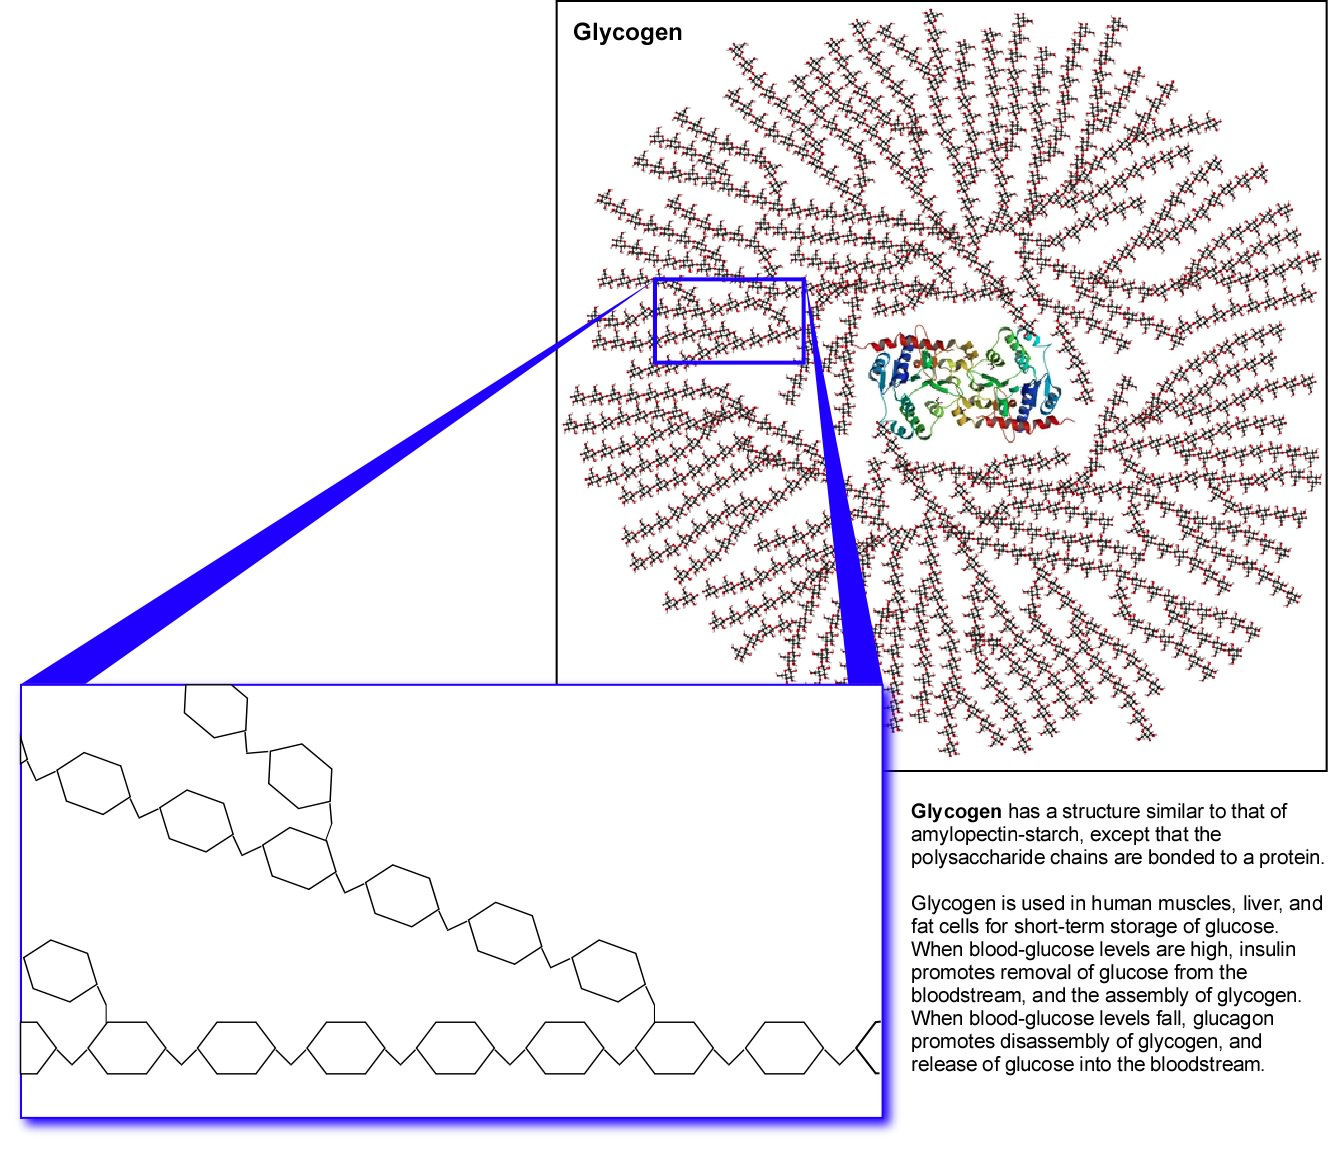 Glycogen
Glycogen has a structure similar to that of
amylopectin-starch, except that the
polysaccharide chains are bonded to a protein.
Glycogen is used in human muscles, liver, and
fat cells for short-term storage of glucose.
When blood-glucose levels are high, insulin
promotes removal of glucose from the
bloodstream, and the assembly of glycogen.
When blood-glucose levels fall, glucagon
promotes disassembly of glycogen, and
release of glucose into the bloodstream.